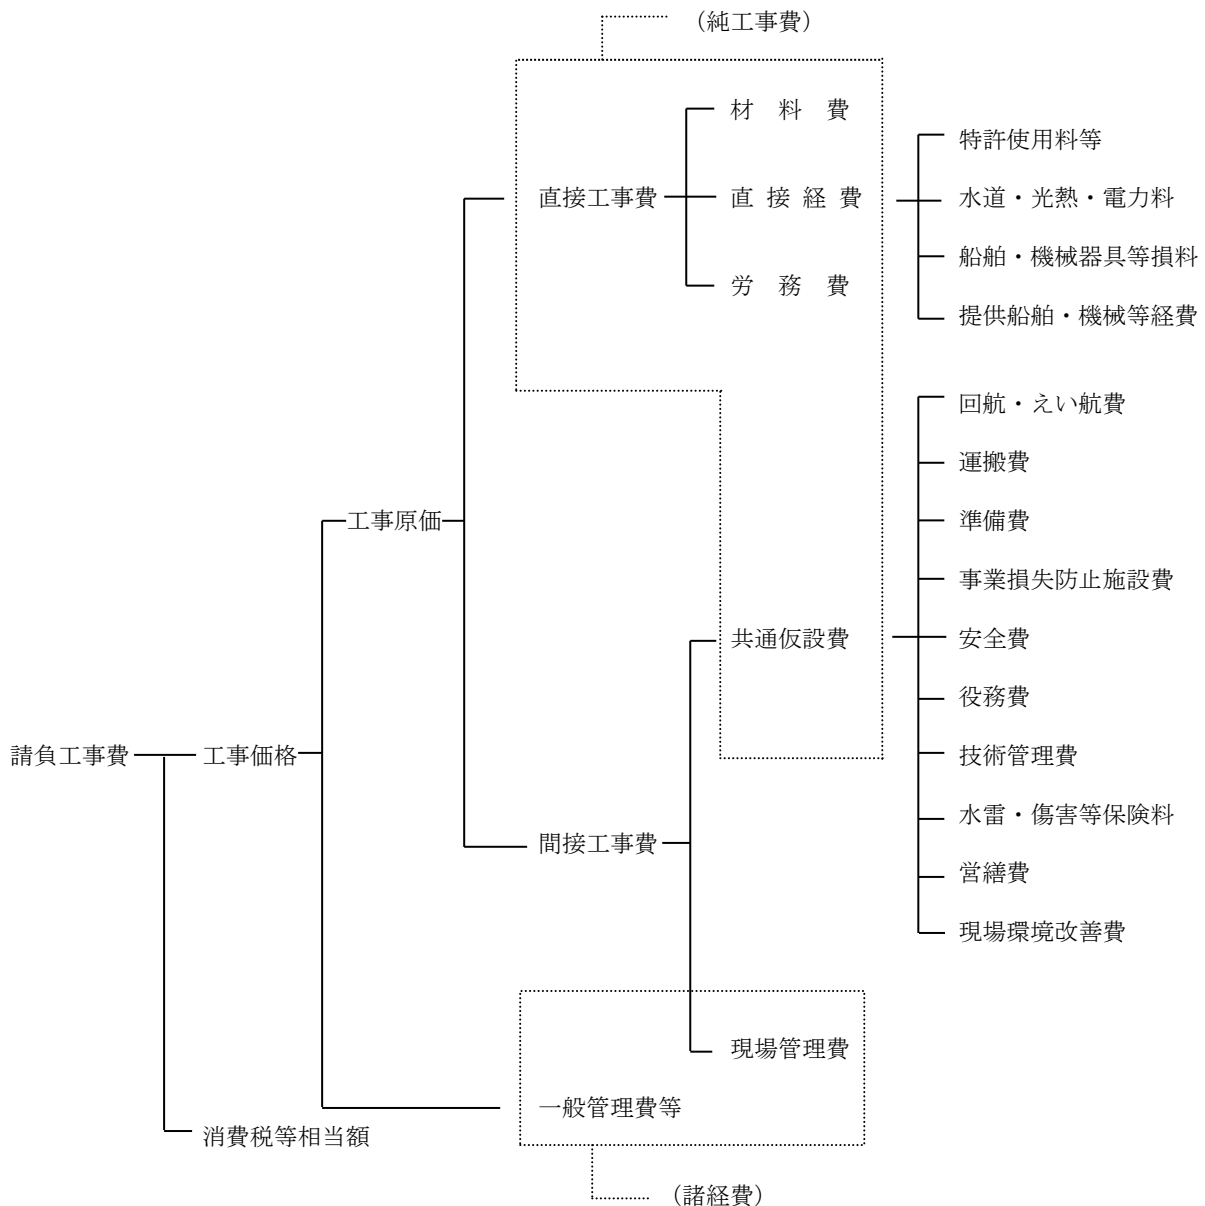 （純工事費）
材　料　費
特許使用料等
直接工事費
直 接 経 費
水道・光熱・電力料
船舶・機械器具等損料
労　務　費
提供船舶・機械等経費
回航・えい航費
運搬費
工事原価
準備費
事業損失防止施設費
共通仮設費
安全費
役務費
請負工事費
工事価格
技術管理費
水雷・傷害等保険料
間接工事費
営繕費
現場環境改善費
現場管理費
一般管理費等
消費税等相当額
（諸経費）